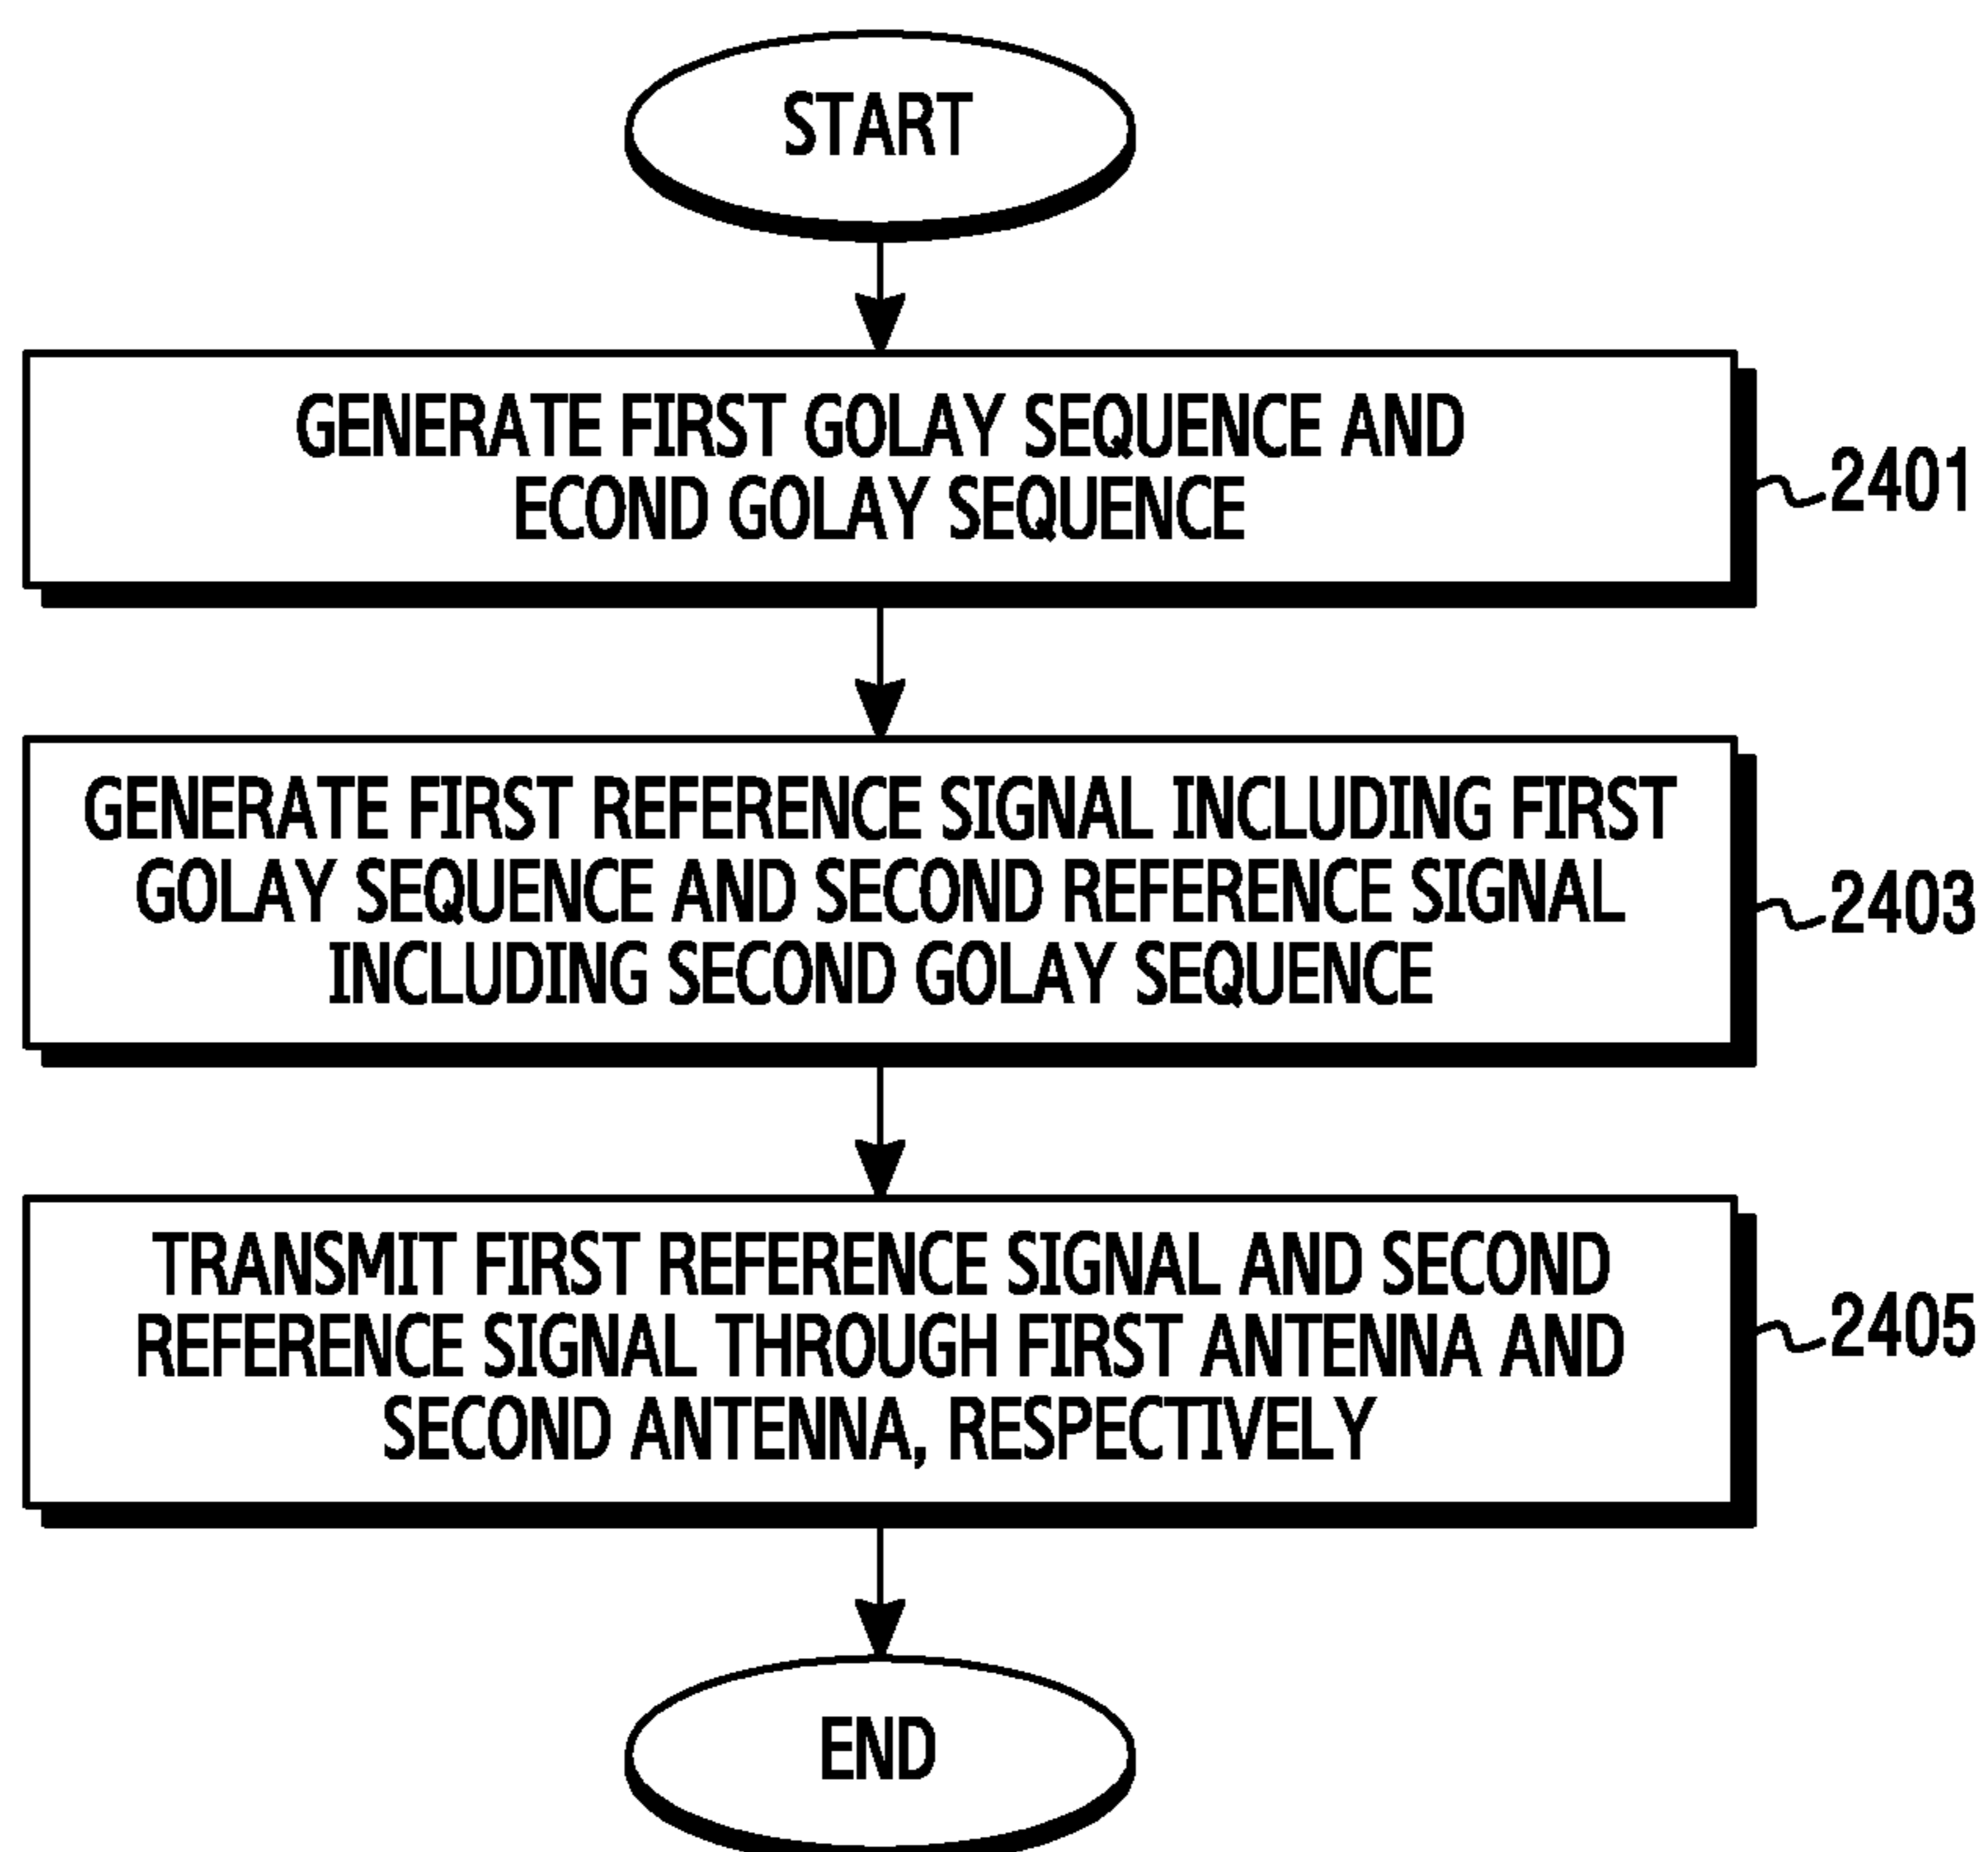 START
GENERATE FIRST GOLAY SEQUENCE AND
ECOND GOLAY SEQUENCE
2401
GENERATE FIRST REFERENCE SIGNAL INCLUDING FIRST
GOLAY SEQUENCE AND SECOND REFERENCE SIGNAL
INCLUDING SECOND GOLAY SEQUENCE
2403
TRANSMIT FIRST REFERENCE SIGNAL AND SECOND
REFERENCE SIGNAL THROUGH FIRST ANTENNA AND
SECOND ANTENNA, RESPECTIVELY
2405
END